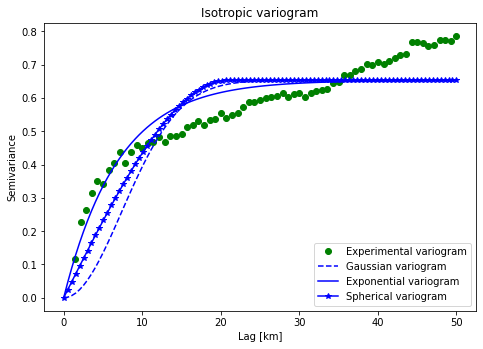 Isotropic variogram
Semivariance
0.8
0.7
0.6
0.5
0.4
0.3
0.2
0.1
0.0
0
10
20
30
40
50
Lag [km]
Experimental variogram
Gaussian variogram
Exponential variogram
Spherical variogram